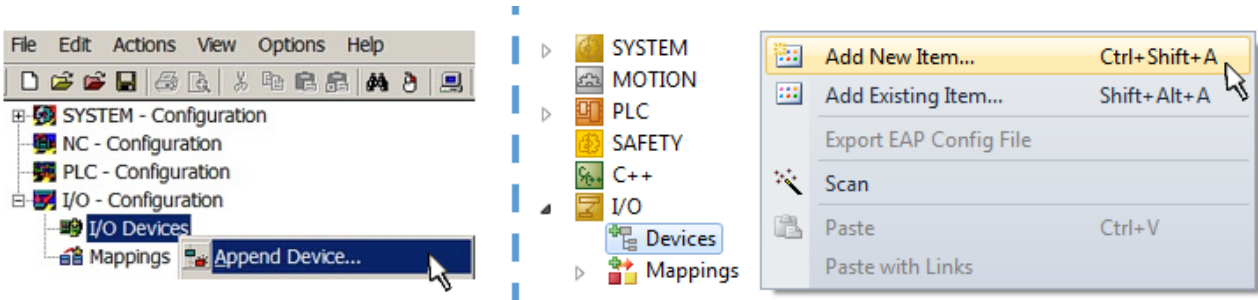 File Edit Actions View Options Help
SYSTEM - Configuration
NC - Configuration
PLC - Configuration
I/O - Configuration
I/O Devices
Mappings
Append Device...
SYSTEM
MOTION
PLC
SAFETY
C++
I/O
Devices
Mappings
Add New Item... Ctrl+Shift+A
Add Existing Item... Shift+Alt+A
Export EAP Config File
Scan
Paste Ctrl+V
Paste with Links